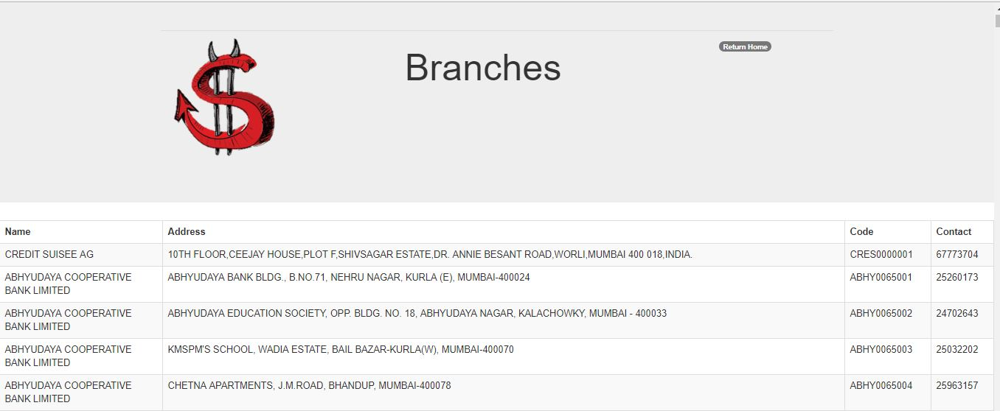 Return Home
Branches
Name Address Code Contact
CREDIT SUISEE AG 10TH FLOOR,CEEJAY HOUSE,PLOT F,SHIVSAGAR ESTATE,DR. ANNIE BESANT ROAD,WORLI,MUMBAI 400 018,INDIA. CRES0000001 67773704
ABHYUDAYA COOPERATIVE ABHYUDAYA BANK BLDG., B.NO.71, NEHRU NAGAR, KURLA (E), MUMBAI-400024 ABHY0065001 25260173
BANK LIMITED
ABHYUDAYA COOPERATIVE ABHYUDAYA EDUCATION SOCIETY, OPP. BLDG. NO. 18, ABHYUDAYA NAGAR, KALACHOWKY, MUMBAI - 400033 ABHY0065002 24702643
BANK LIMITED
ABHYUDAYA COOPERATIVE KMSPM'S SCHOOL, WADIA ESTATE, BAIL BAZAR-KURLA(W), MUMBAI-400070 ABHY0065003 25032202
BANK LIMITED
ABHYUDAYA COOPERATIVE CHETNA APARTMENTS, J.M.ROAD, BHANDUP, MUMBAI-400078 ABHY0065004 25963157
BANK LIMITED